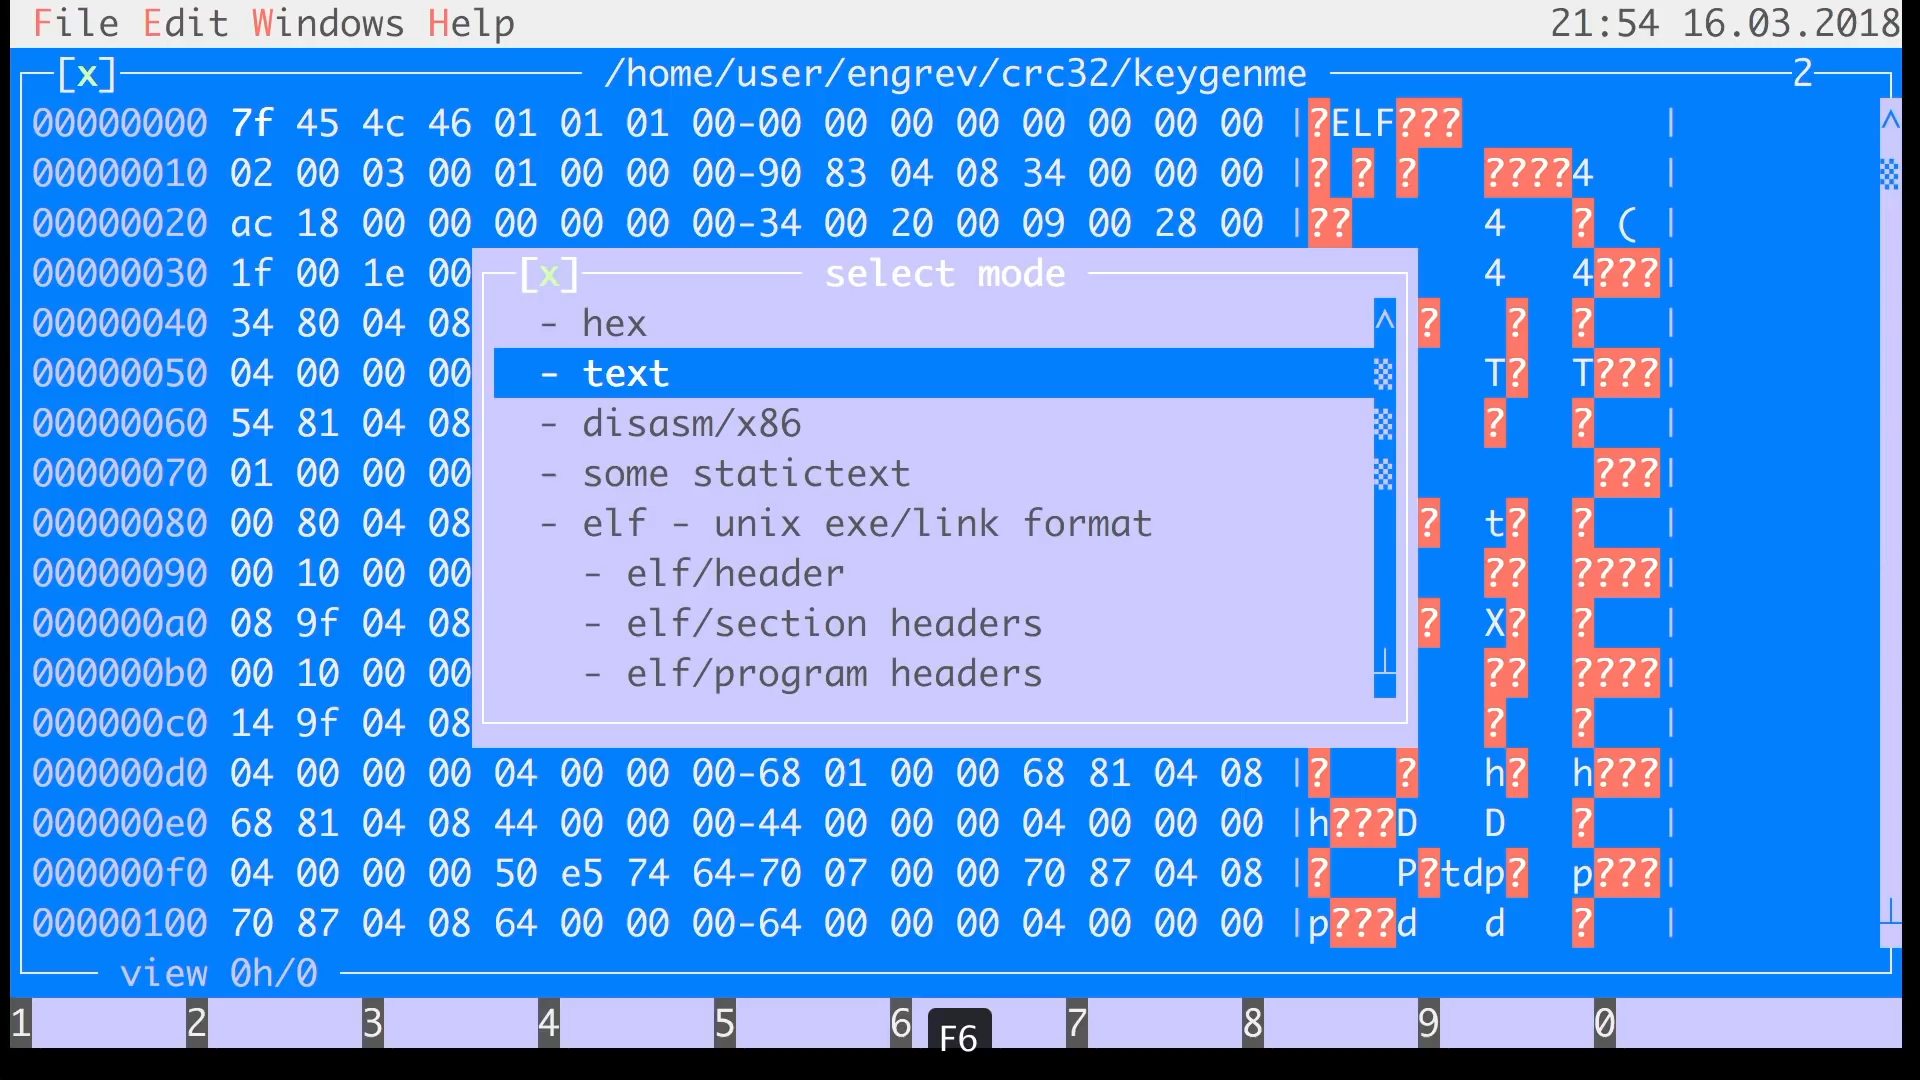 File Edit Windows Help 21:54 16.03.2018
[x] /home/user/engrev/crc32/keygenme 2
00000000 7f 45 4c 46 01 01 01 00-00 00 00 00 00 00 00 00 |?ELF??? |
00000010 02 00 03 00 01 00 00 00-90 83 04 08 34 00 00 00 |? ? ? ????4 |
00000020 ac 18 00 00 00 00 00 00-34 00 20 00 09 00 28 00 |?? 4 ? ( |
00000030 1f 00 1e 00 [x] select mode 4 4???|
00000040 34 80 04 08 - hex ^ ? ? ? |
00000050 04 00 00 00 - text T? T???|
00000060 54 81 04 08 - disasm/x86 ? ? |
00000070 01 00 00 00 - some statictext ???|
00000080 00 80 04 08 - elf - unix exe/link format ? t? ? |
00000090 00 10 00 00 - elf/header ?? ????|
000000a0 08 9f 04 08 - elf/section headers ? X? ? |
000000b0 00 10 00 00 - elf/program headers ?? ????|
000000c0 14 9f 04 08 ? ? |
000000d0 04 00 00 00 04 00 00 00-68 01 00 00 68 81 04 08 |? ? h? h???|
000000e0 68 81 04 08 44 00 00 00-44 00 00 00 04 00 00 00 |h???D D ? |
000000f0 04 00 00 00 50 e5 74 64-70 07 00 00 70 87 04 08 |? P?tdp? p???|
00000100 70 87 04 08 64 00 00 00-64 00 00 00 04 00 00 00 |p???d d ? |
view 0h/0
1 2 3 4 5 6 F6 7 8 9 0